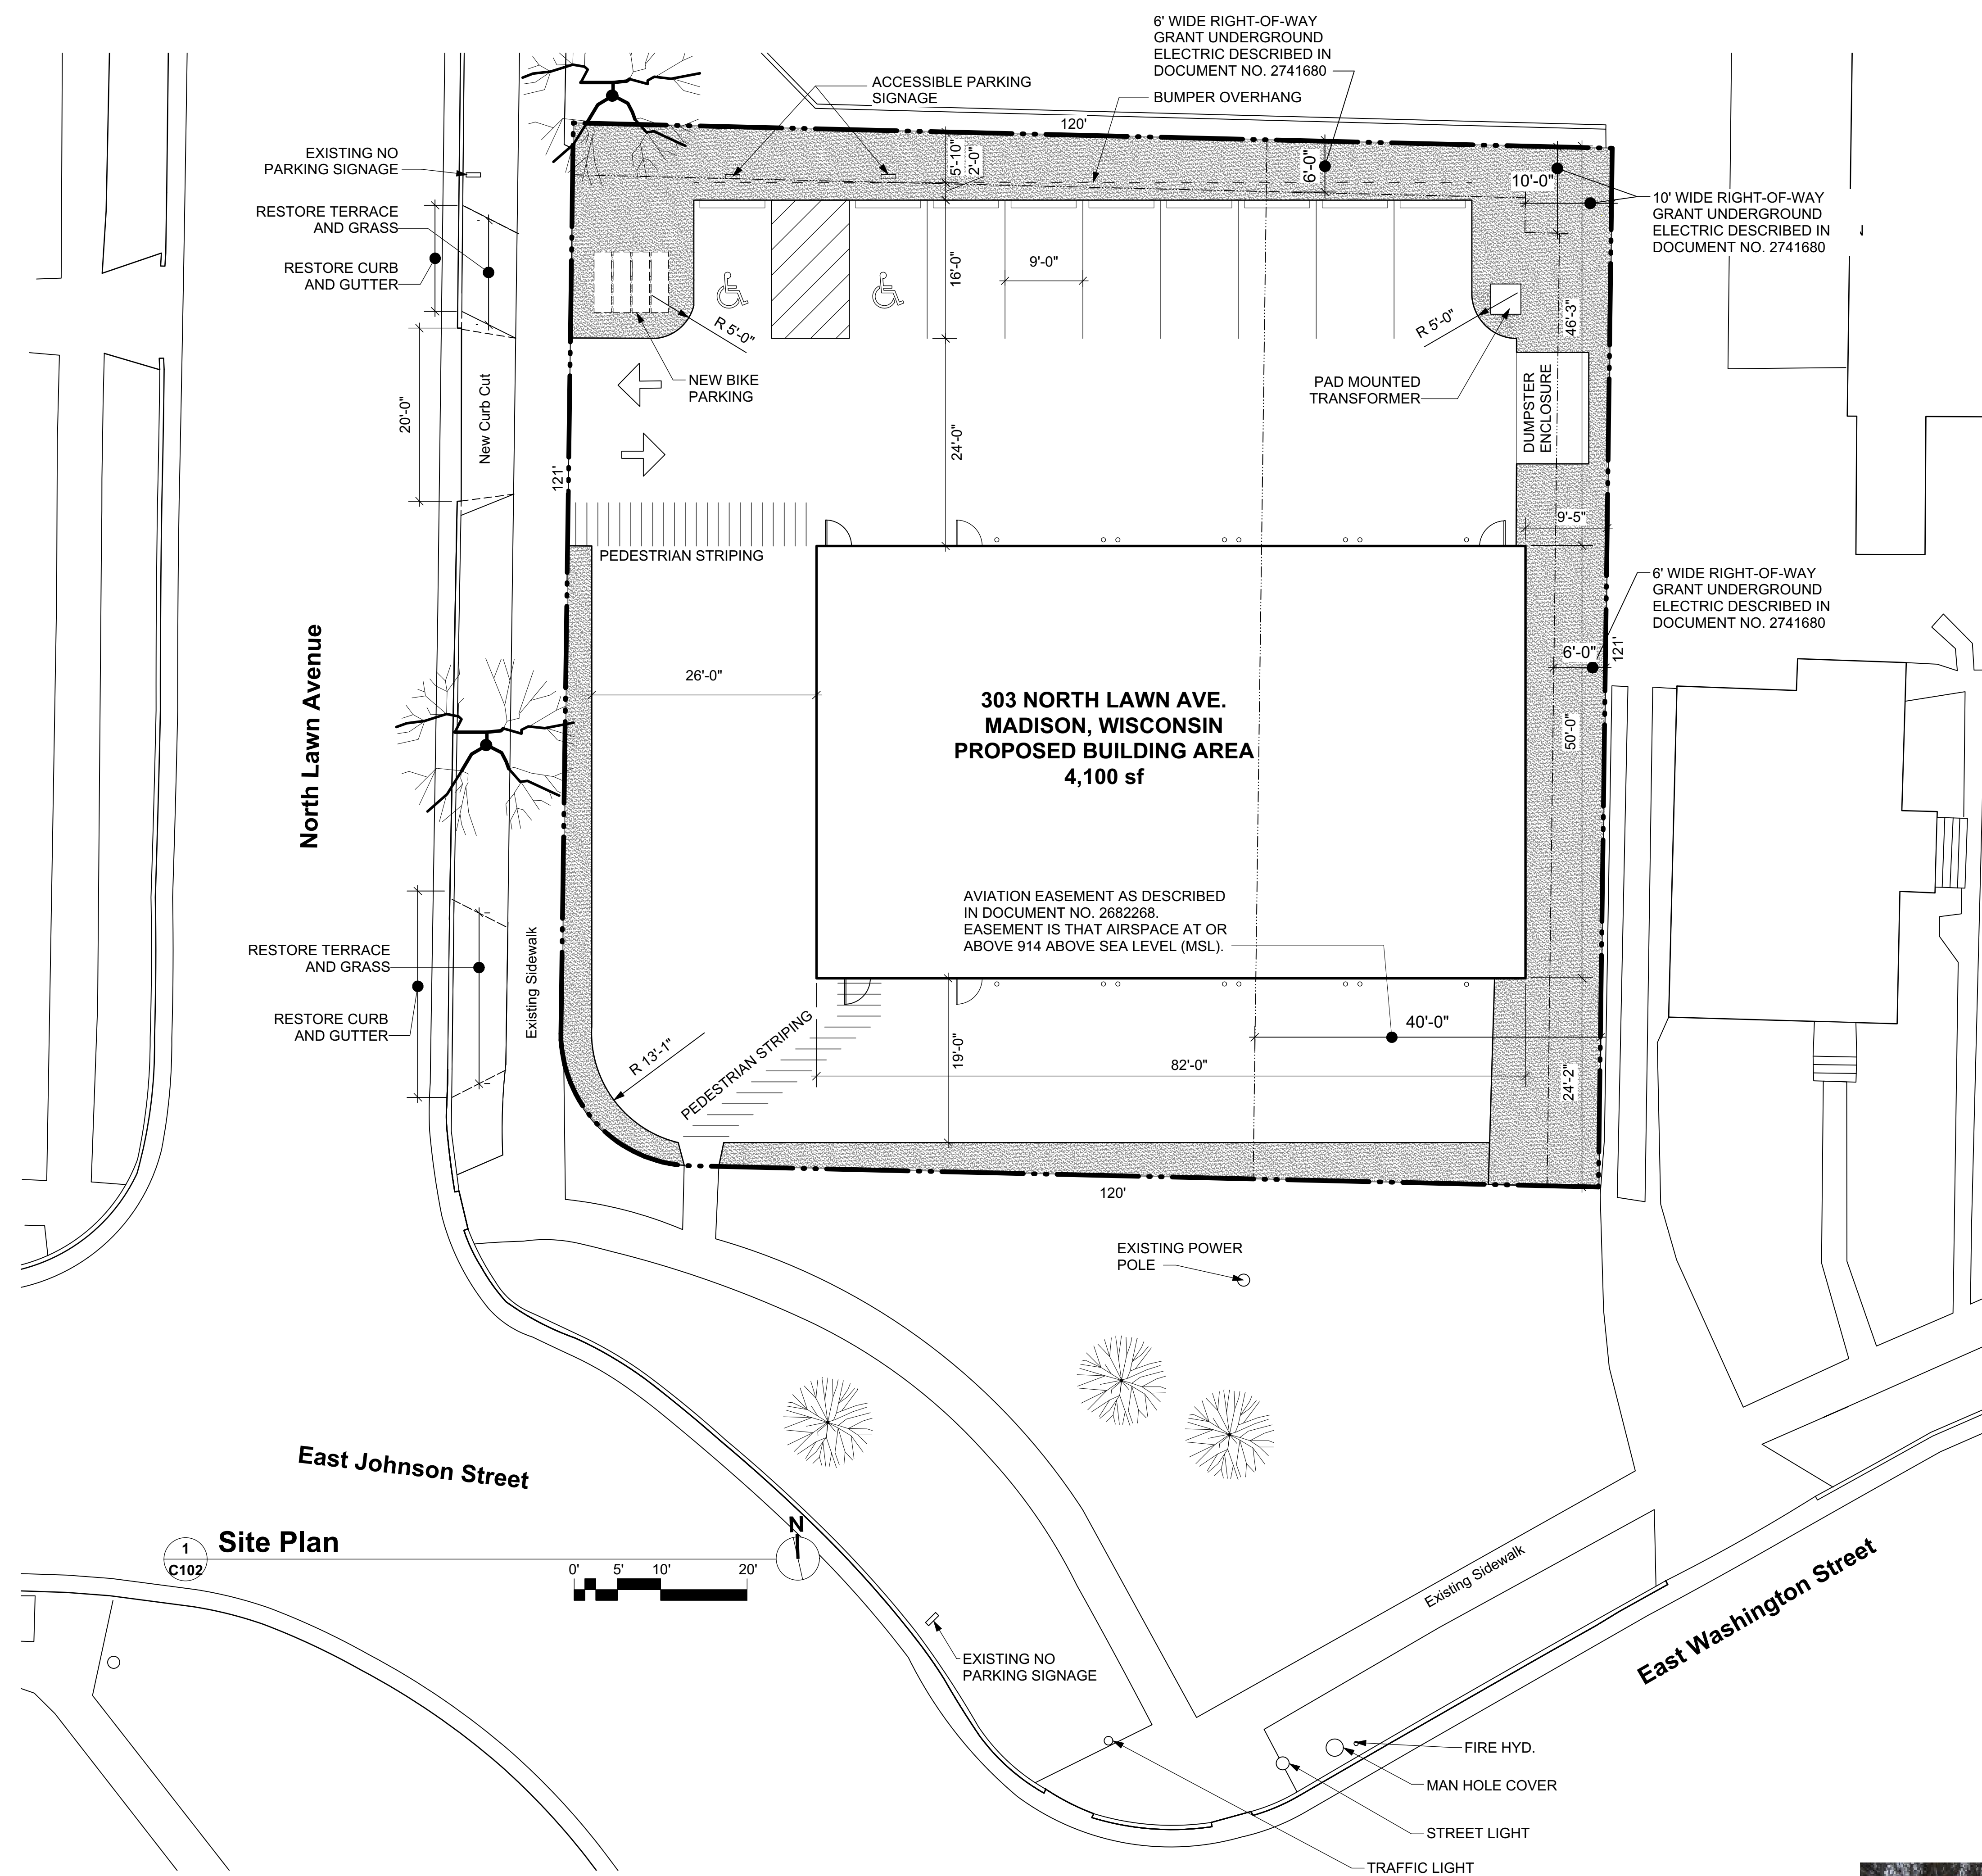 6' WIDE RIGHT-OF-WAY
GRANT UNDERGROUND
ELECTRIC DESCRIBED IN
DOCUMENT NO. 2741680
ACCESSIBLE PARKING
SIGNAGE
BUMPER OVERHANG
120'
EXISTING NO
PARKING SIGNAGE
5'-10"
2'-0"
6'-0"
10'-0"
10' WIDE RIGHT-OF-WAY
GRANT UNDERGROUND
ELECTRIC DESCRIBED IN
DOCUMENT NO. 2741680
RESTORE TERRACE
AND GRASS
RESTORE CURB
AND GUTTER
16'-0"
9'-0"
R 5'-0"
R 5'-0"
46'-3"
20'-0"
New Curb Cut
NEW BIKE
PARKING
PAD MOUNTED
TRANSFORMER
DUMPSTER
ENCLOSURE
24'-0"
121'
9'-5"
PEDESTRIAN STRIPING
6' WIDE RIGHT-OF-WAY
GRANT UNDERGROUND
ELECTRIC DESCRIBED IN
DOCUMENT NO. 2741680
6'-0"
121'
North Lawn Avenue
26'-0"
303 NORTH LAWN AVE.
MADISON, WISCONSIN
PROPOSED BUILDING AREA
4,100 sf
50'-0"
AVIATION EASEMENT AS DESCRIBED
IN DOCUMENT NO. 2682268.
EASEMENT IS THAT AIRSPACE AT OR
ABOVE 914 ABOVE SEA LEVEL (MSL).
RESTORE TERRACE
AND GRASS
RESTORE CURB
AND GUTTER
Existing Sidewalk
R 13'-1"
PEDESTRIAN STRIPING
19'-0"
40'-0"
82'-0"
24'-2"
120'
EXISTING POWER
POLE
East Johnson Street
1
C102
Site Plan
N
0' 5' 10' 20'
Existing Sidewalk
East Washington Street
EXISTING NO
PARKING SIGNAGE
FIRE HYD.
MAN HOLE COVER
STREET LIGHT
TRAFFIC LIGHT